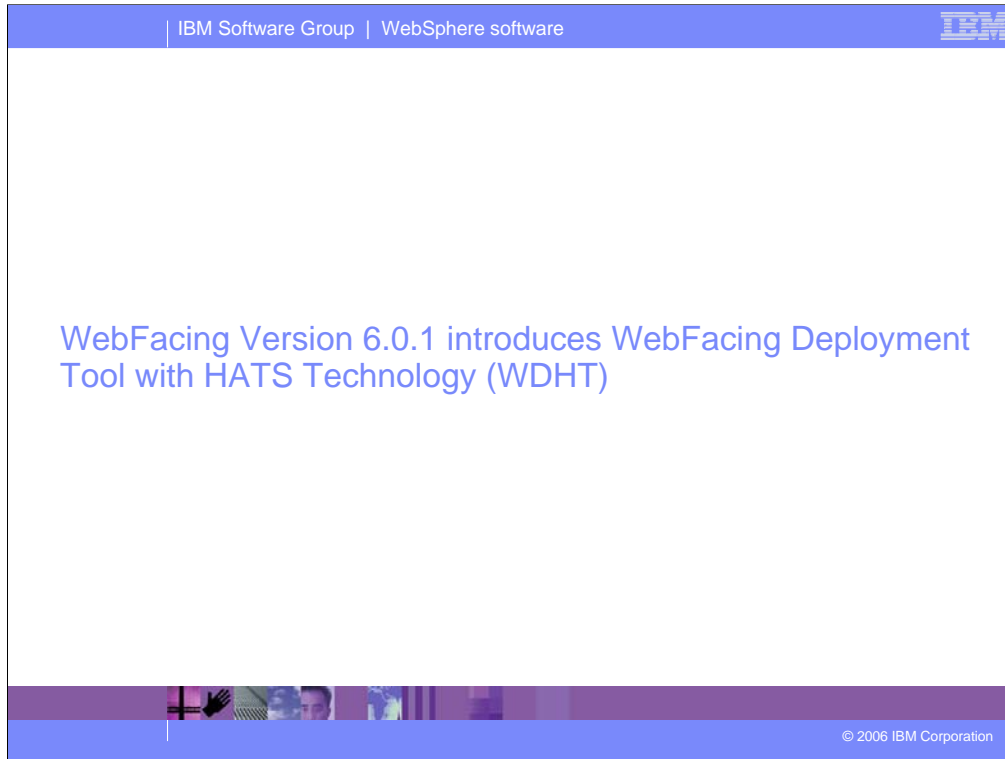 IBM Software Group | WebSphere software
IBM
WebFacing Version 6.0.1 introduces WebFacing Deployment
Tool with HATS Technology (WDHT)
© 2006 IBM Corporation